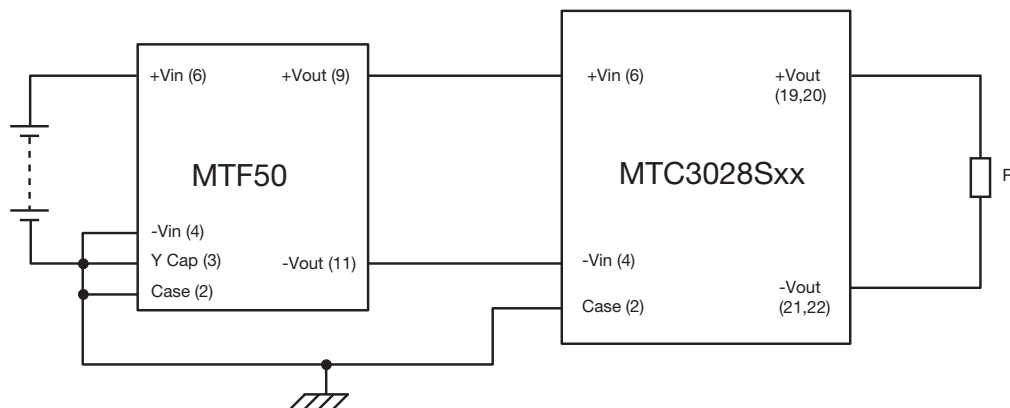 +Vin (6)
+Vout (9)
MTF50
-Vin (4)
Y Cap (3)
-Vout (11)
Case (2)
+Vin (6)
+Vout
(19,20)
MTC3028Sxx
-Vin (4)
Case (2)
-Vout
(21,22)